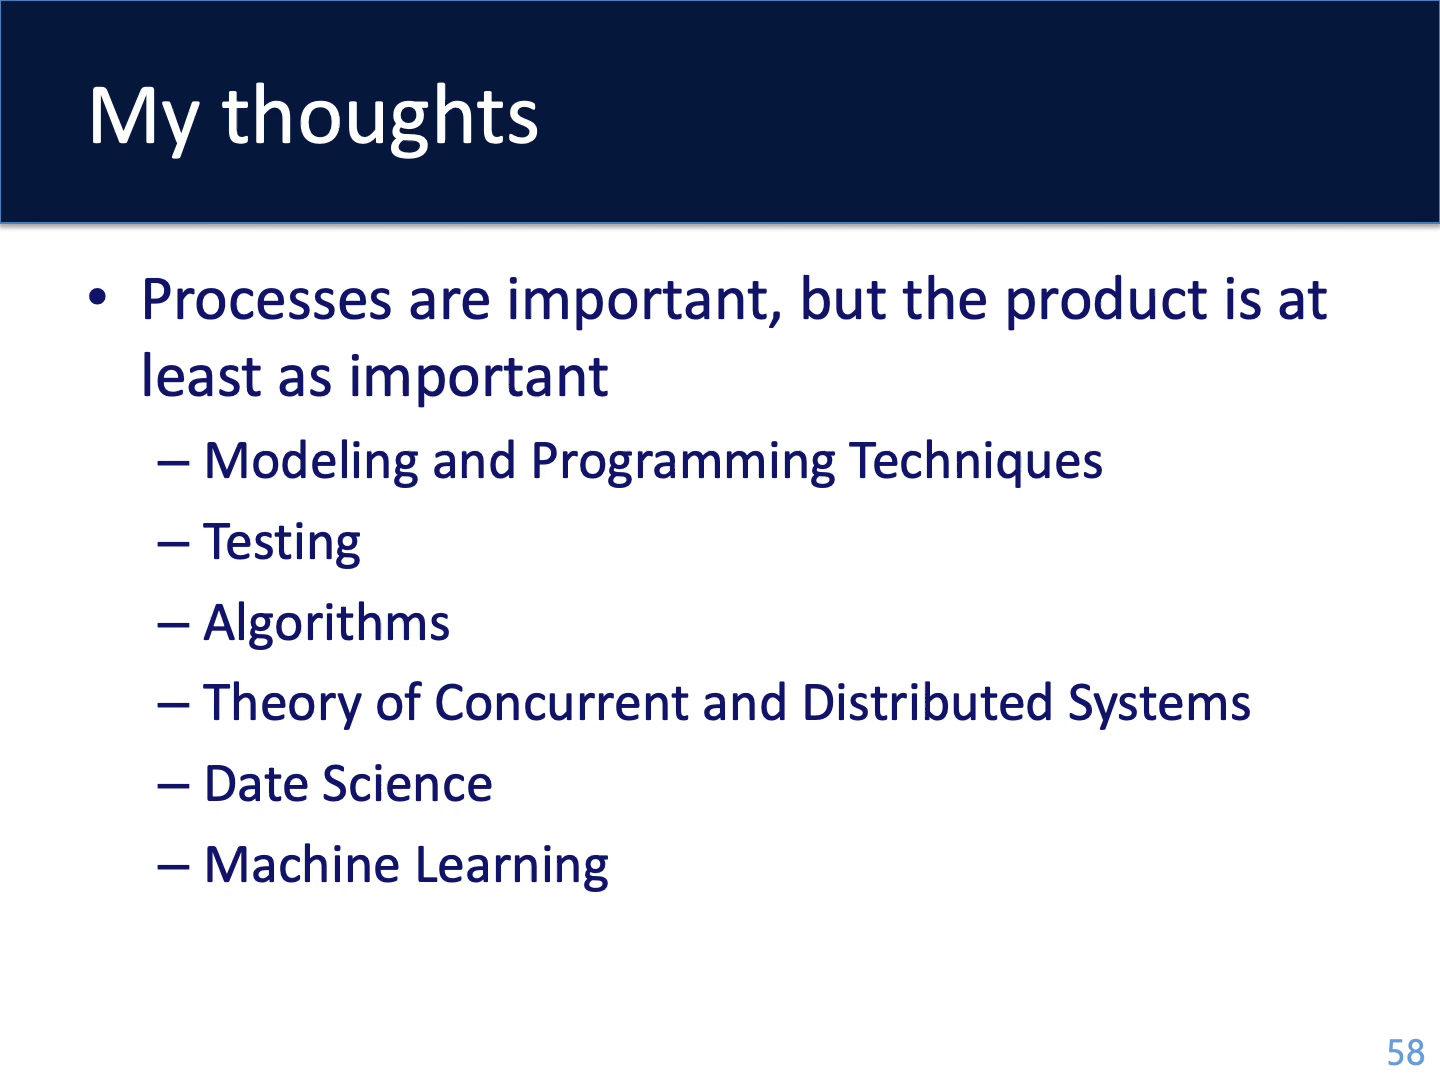 My thoughts
• Processes are important, but the product is at
least as important
– Modeling and Programming Techniques
– Testing
– Algorithms
– Theory of Concurrent and Distributed Systems
– Date Science
– Machine Learning
58